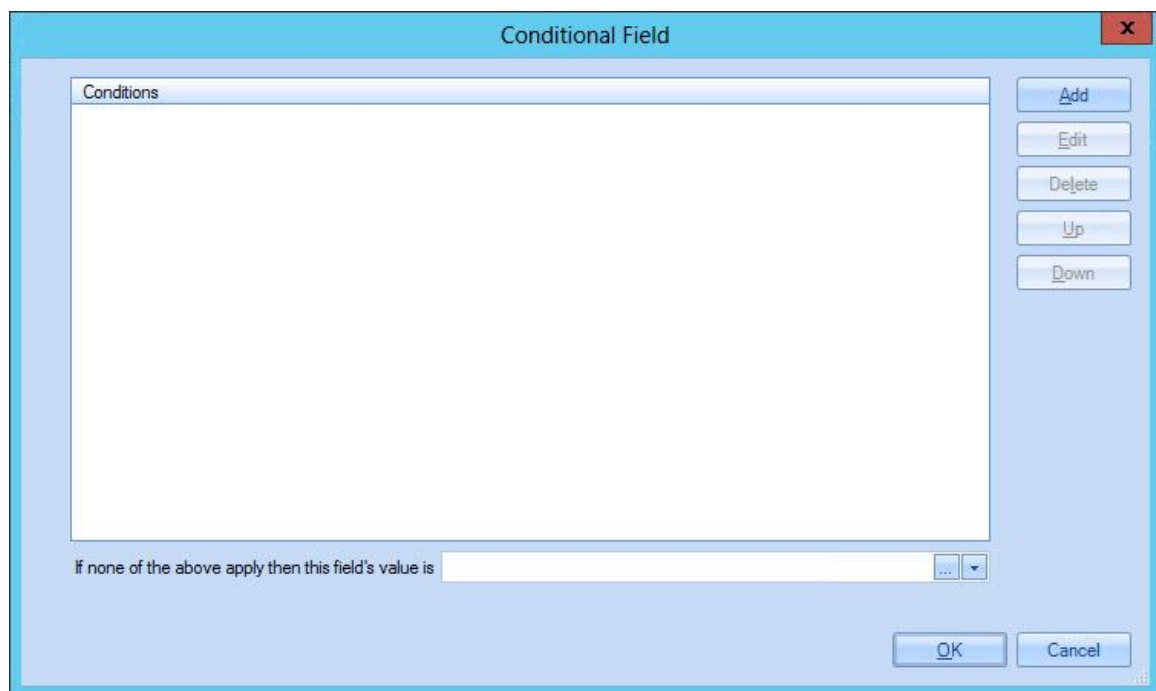 Conditional Field
x
Conditions
Add
Edit
Delete
Up
Down
If none of the above apply then this field's value is
...
OK
Cancel